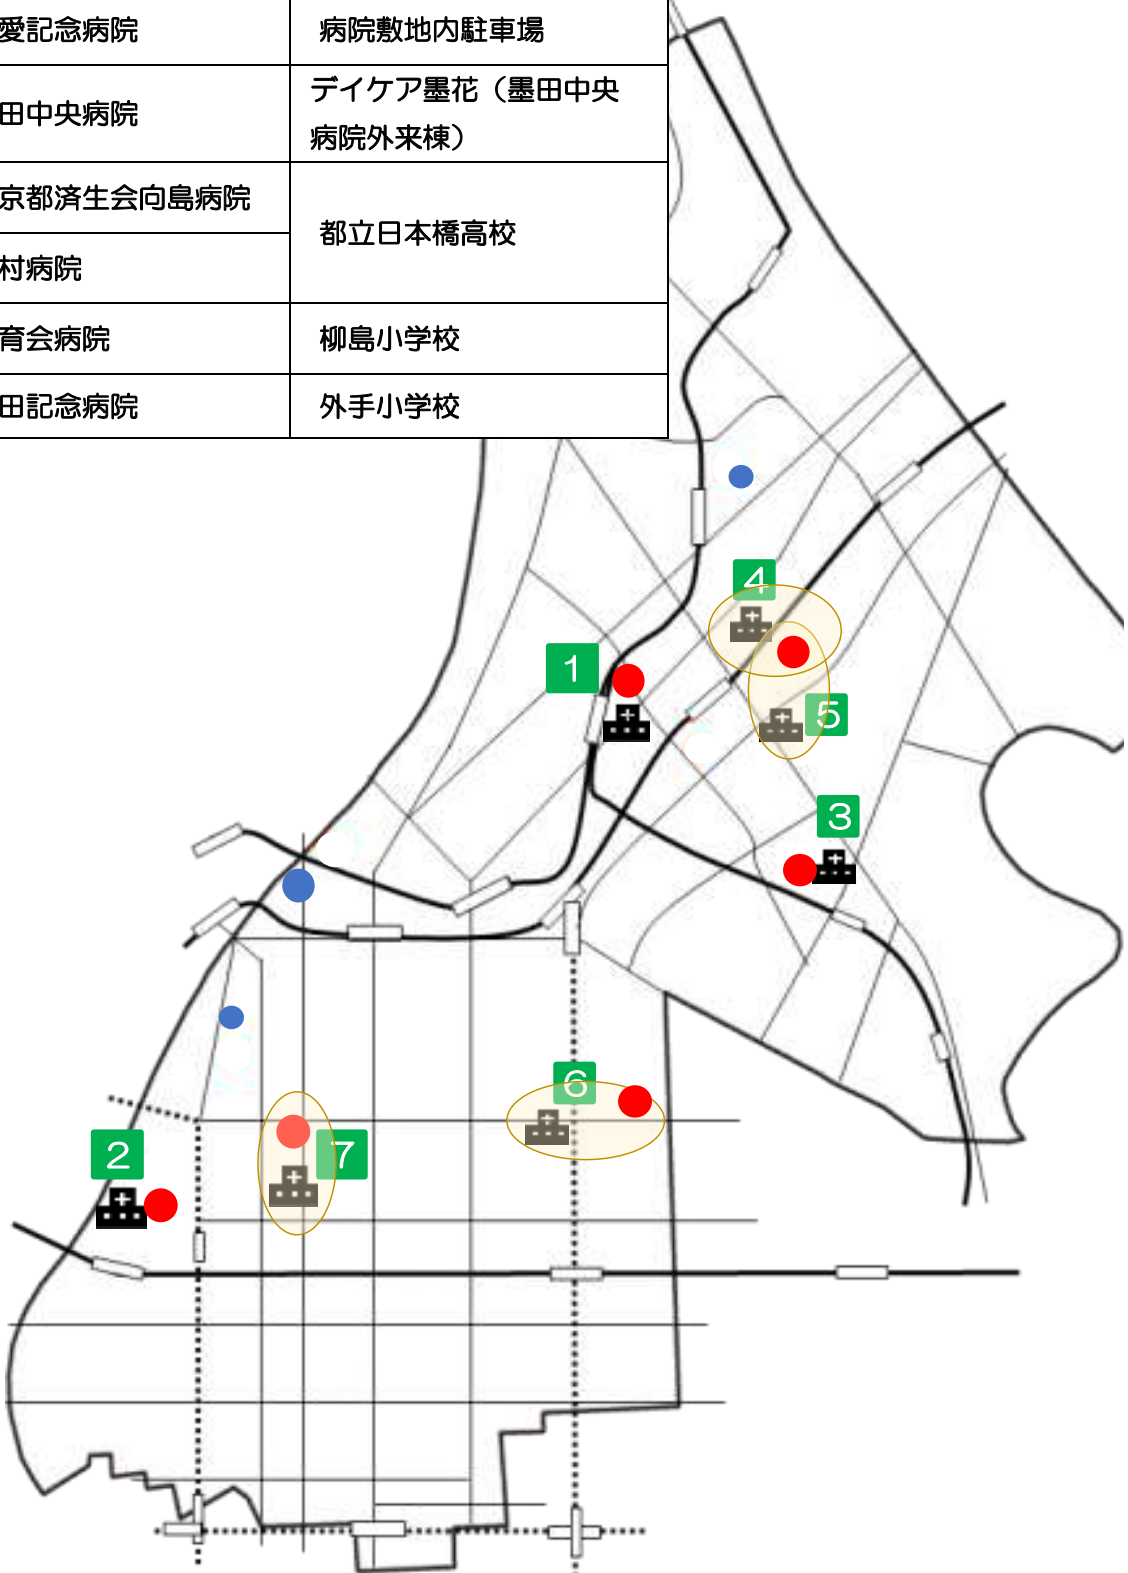 愛記念病院
病院敷地内駐車場
田中央病院
デイケア墨花（墨田中央
病院外来棟）
京都済生会向島病院
都立日本橋高校
村病院
育会病院
柳島小学校
田記念病院
外手小学校
4
1
5
3
6
2
7